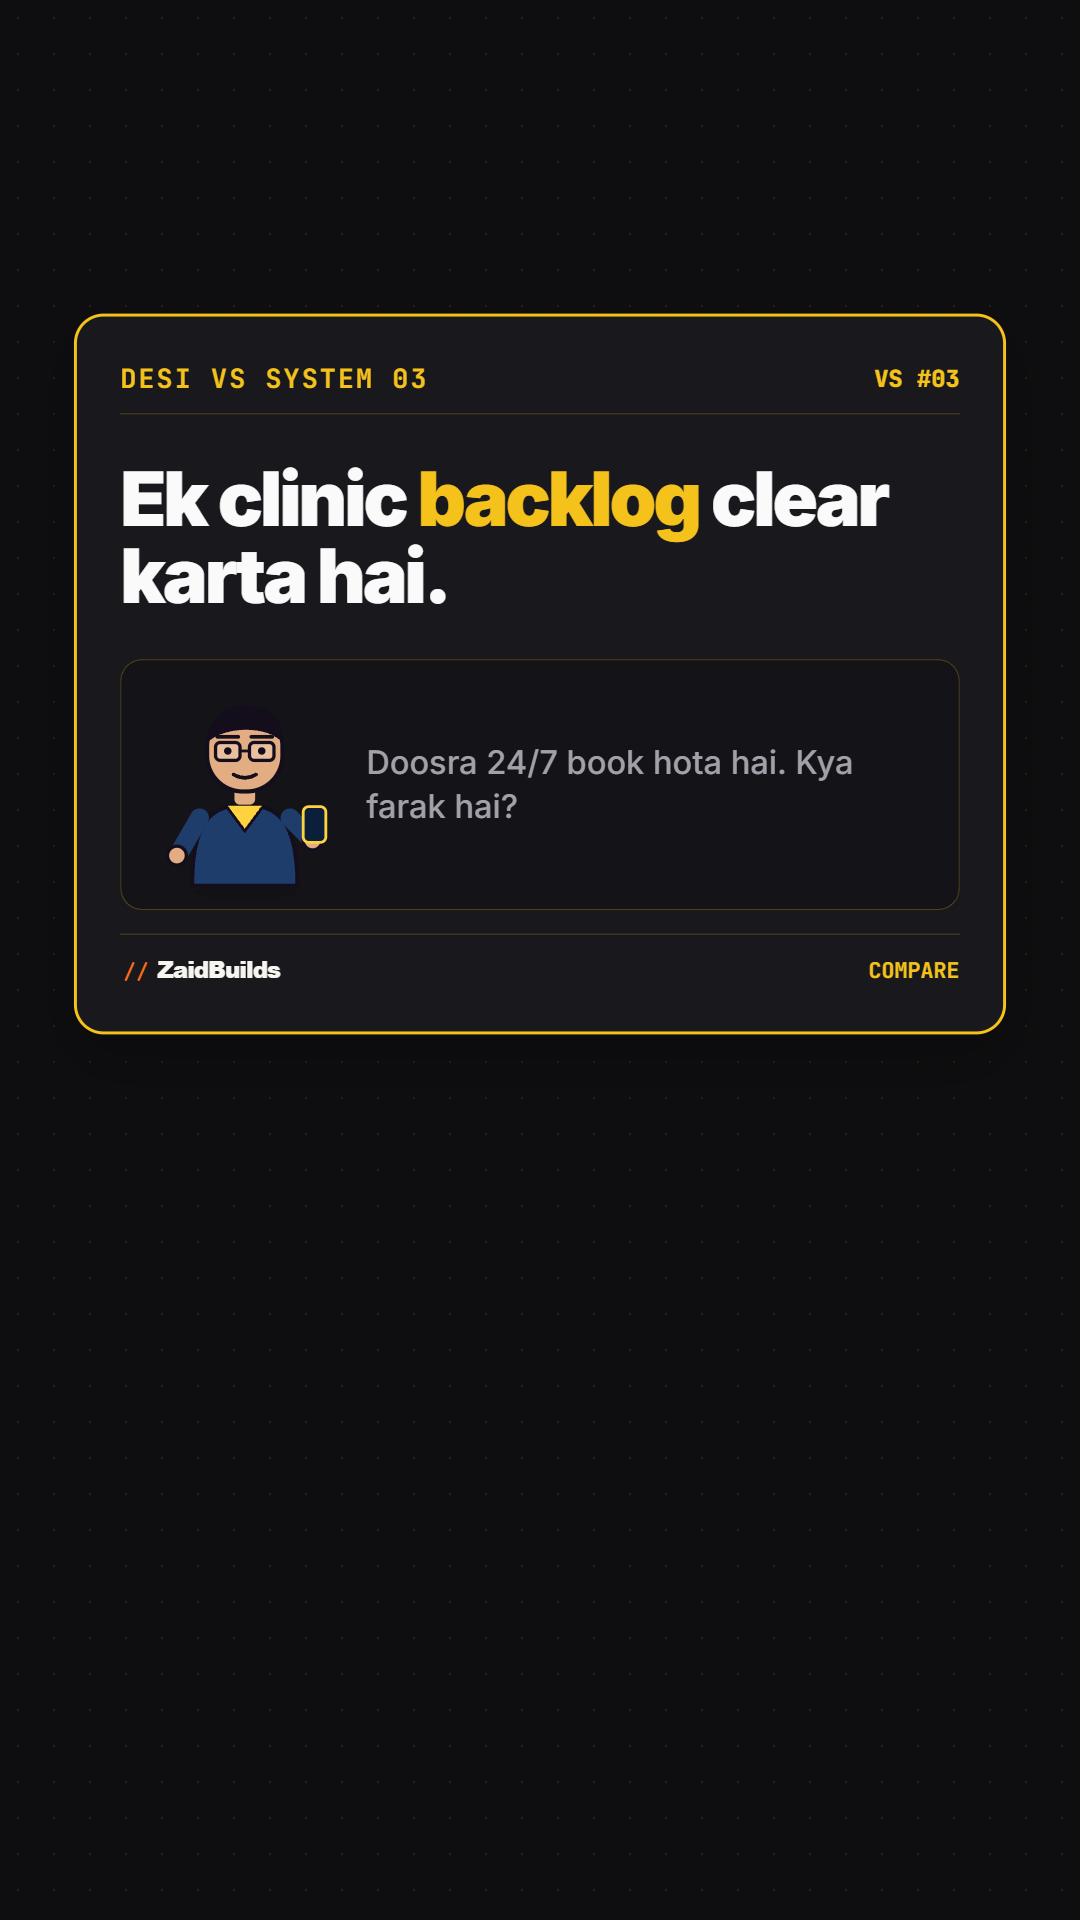 DESI VS SYSTEM 03
VS #03
Ek clinic backlog clear
karta hai.
Doosra 24/7 book hota hai. Kya
farak hai?
// ZaidBuilds
COMPARE